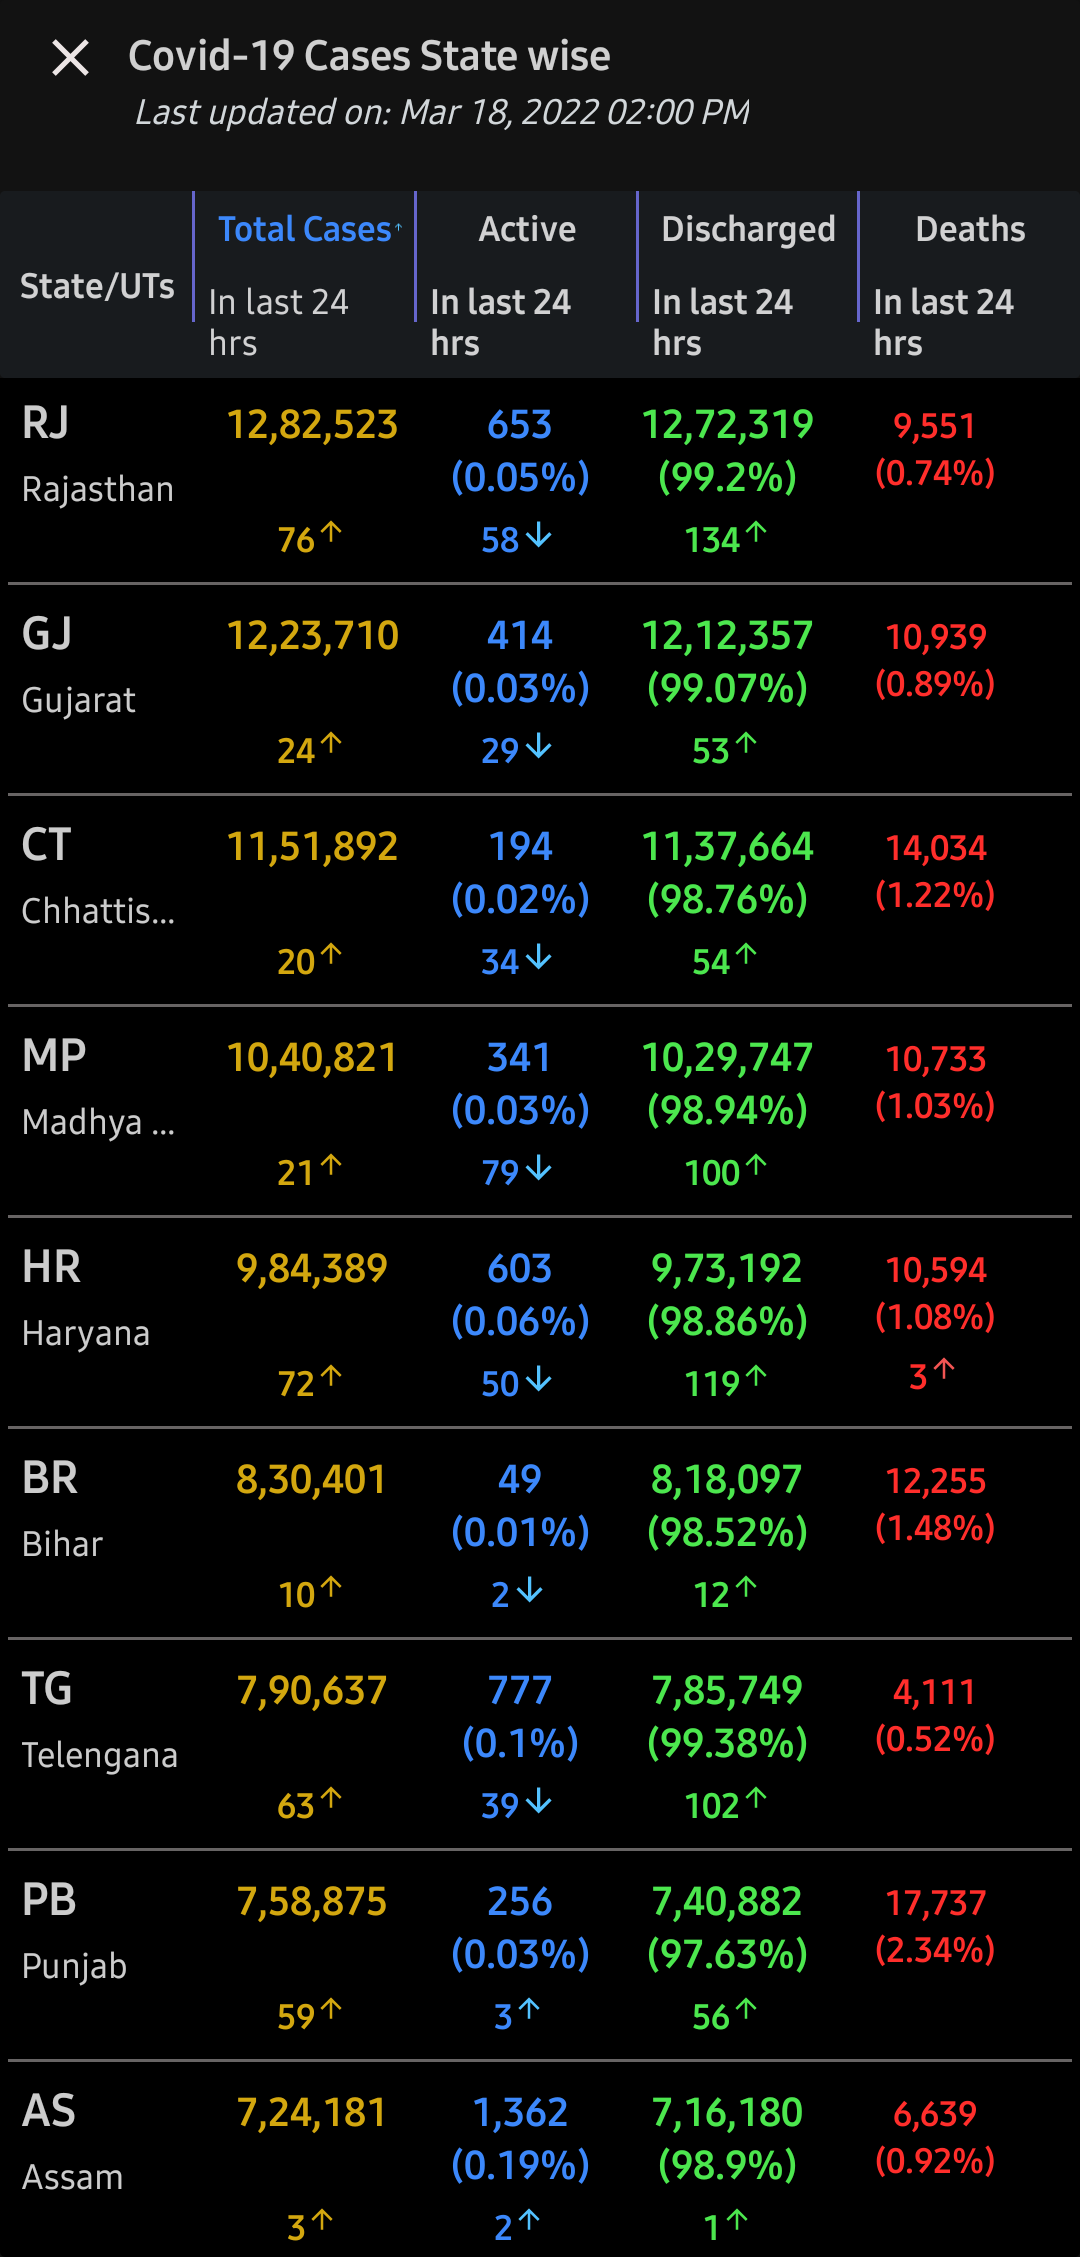 Covid-19 Cases State wise
Last updated on: Mar 18, 2022 02:00 PM
State/UTs
Total Cases↑ Active Discharged Deaths
In last 24 hrs In last 24 hrs In last 24 hrs In last 24 hrs
RJ 12,82,523 653 12,72,319 9,551
(0.05%) (99.2%) (0.74%)
Rajasthan
76↑ 58↓ 134↑
GJ 12,23,710 414 12,12,357 10,939
(0.03%) (99.07%) (0.89%)
Gujarat
24↑ 29↓ 53↑
CT 11,51,892 194 11,37,664 14,034
(0.02%) (98.76%) (1.22%)
Chhattis...
20↑ 34↓ 54↑
MP 10,40,821 341 10,29,747 10,733
(0.03%) (98.94%) (1.03%)
Madhya ...
21↑ 79↓ 100↑
HR 9,84,389 603 9,73,192 10,594
(0.06%) (98.86%) (1.08%)
Haryana
72↑ 50↓ 119↑ 3↑
BR 8,30,401 49 8,18,097 12,255
(0.01%) (98.52%) (1.48%)
Bihar
10↑ 2↓ 12↑
TG 7,90,637 777 7,85,749 4,111
(0.1%) (99.38%) (0.52%)
Telengana
63↑ 39↓ 102↑
PB 7,58,875 256 7,40,882 17,737
(0.03%) (97.63%) (2.34%)
Punjab
59↑ 3↑ 56↑
AS 7,24,181 1,362 7,16,180 6,639
(0.19%) (98.9%) (0.92%)
Assam
3↑ 2↑ 1↑